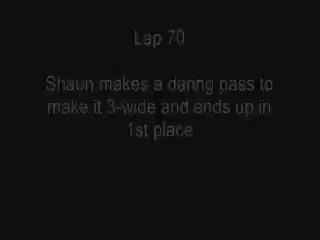 Lap 70
Shaun makes a daring pass to
make it 3-wide and ends up in
1st place